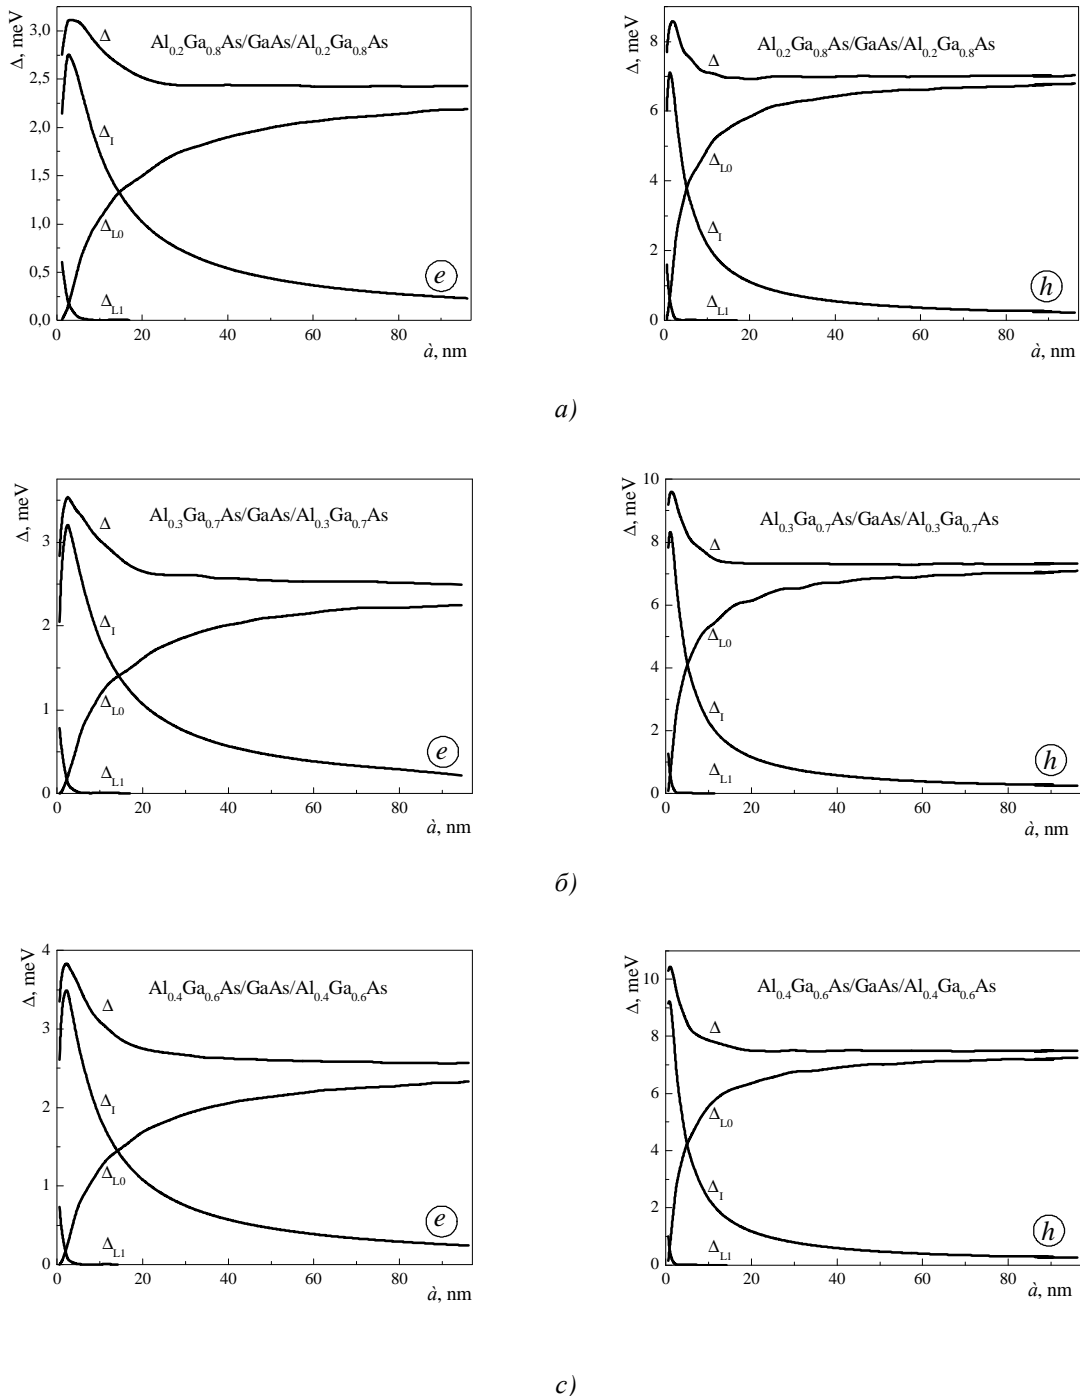 Δ, meV
Al0.2Ga0.8As/GaAs/Al0.2Ga0.8As
3,0
2,5
2,0
1,5
1,0
0,5
0,0
Δ
ΔI
ΔL0
ΔL1
e
0 20 40 60 80
à, nm
Δ, meV
Al0.2Ga0.8As/GaAs/Al0.2Ga0.8As
8
6
4
2
0
Δ
ΔL0
ΔI
ΔL1
h
0 20 40 60 80
à, nm
а)
Δ, meV
Al0.3Ga0.7As/GaAs/Al0.3Ga0.7As
3
2
1
0
Δ
ΔI
ΔL0
ΔL1
e
0 20 40 60 80
à, nm
Δ, meV
Al0.3Ga0.7As/GaAs/Al0.3Ga0.7As
10
8
6
4
2
0
Δ
ΔL0
ΔI
ΔL1
h
0 20 40 60 80
à, nm
б)
Δ, meV
Al0.4Ga0.6As/GaAs/Al0.4Ga0.6As
4
3
2
1
0
Δ
ΔI
ΔL0
ΔL1
e
0 20 40 60 80
à, nm
Δ, meV
Al0.4Ga0.6As/GaAs/Al0.4Ga0.6As
10
8
6
4
2
0
Δ
ΔL0
ΔI
ΔL1
h
0 20 40 60 80
à, nm
с)